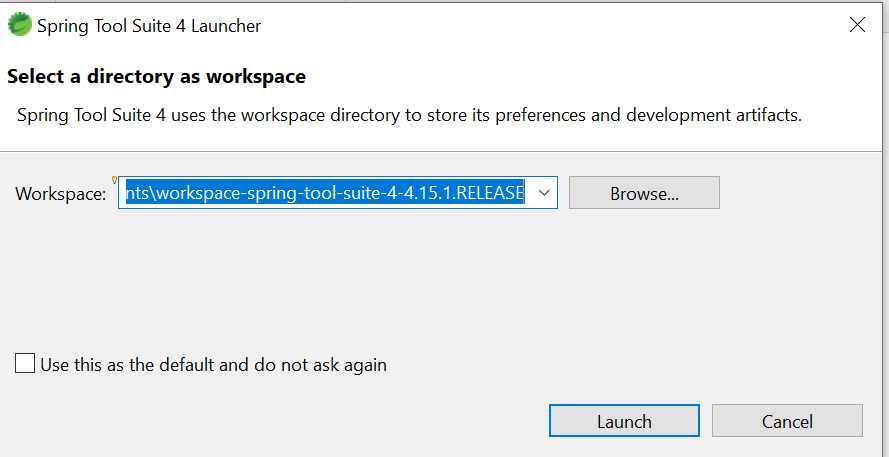 Spring Tool Suite 4 Launcher
Select a directory as workspace
Spring Tool Suite 4 uses the workspace directory to store its preferences and development artifacts.
Workspace: nts\workspace-spring-tool-suite-4-4.15.1.RELEASE Browse...
Use this as the default and do not ask again
Launch Cancel